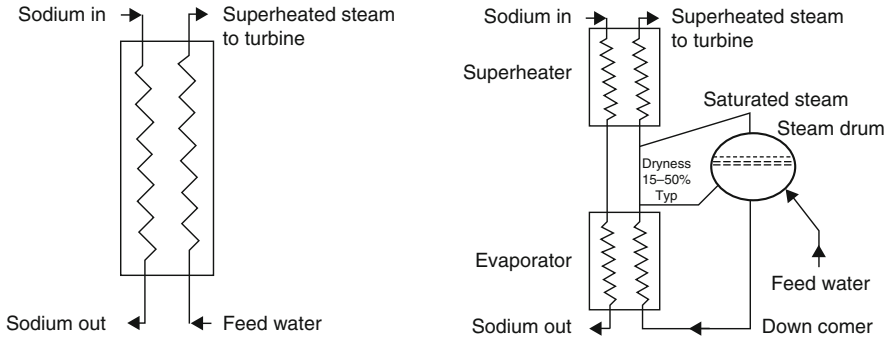 Sodium in
Superheated steam
to turbine
Sodium out
Feed water
Sodium in
Superheated steam
to turbine
Superheater
Saturated steam
Steam drum
Dryness
15–50%
Typ
Evaporator
Feed water
Sodium out
Down comer